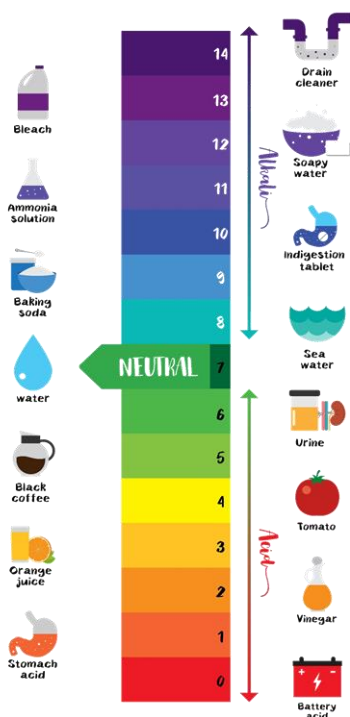 14
Drain
cleaner
13
Bleach
12
Soapy
water
Alkali
11
Ammonia
solution
10
Indigestion
tablet
9
Baking
soda
8
Sea
water
NEUTRAL 7
water
6
Urine
5
Black
coffee
4
Tomato
3
Orange
juice
Acid
2
Vinegar
1
Stomach
acid
0
Battery
acid